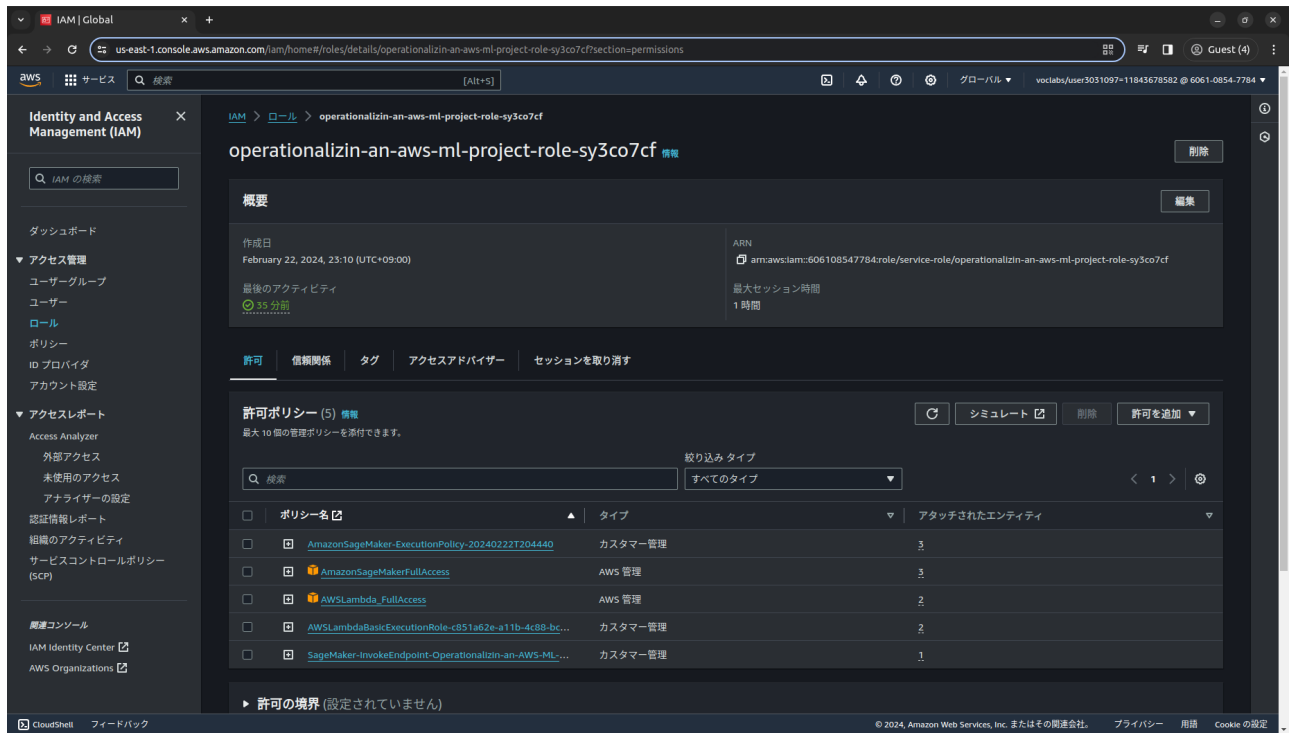 IAM | Global
us-east-1.console.aws.amazon.com/iam/home#/roles/details/operationalizin-an-aws-ml-project-role-sy3co7cf?section=permissions
Guest (4)
aws サービス 検索 [Alt+S] グローバル voclabs/user3031097=11843678582 @ 6061-0854-7784
Identity and Access Management (IAM)
IAM の検索
ダッシュボード
アクセス管理
ユーザーグループ
ユーザー
ロール
ポリシー
ID プロバイダ
アカウント設定
アクセスレポート
Access Analyzer
外部アクセス
未使用のアクセス
アナライザーの設定
認証情報レポート
組織のアクティビティ
サービスコントロールポリシー
(SCP)
関連コンソール
IAM Identity Center
AWS Organizations
IAM > ロール > operationalizin-an-aws-ml-project-role-sy3co7cf
operationalizin-an-aws-ml-project-role-sy3co7cf 情報 削除
概要 編集
作成日
February 22, 2024, 23:10 (UTC+09:00)
ARN
arn:aws:iam::606108547784:role/service-role/operationalizin-an-aws-ml-project-role-sy3co7cf
最後のアクティビティ
35 分前
最大セッション時間
1 時間
許可 信頼関係 タグ アクセスアドバイザー セッションを取り消す
許可ポリシー (5) 情報 シミュレート 削除 許可を追加
最大 10 個の管理ポリシーを添付できます。
絞り込み タイプ
検索 すべてのタイプ 1
ポリシー名 タイプ アタッチされたエンティティ
AmazonSageMaker-ExecutionPolicy-20240222T204440 カスタマー管理 3
AmazonSageMakerFullAccess AWS 管理 3
AWSLambda_FullAccess AWS 管理 2
AWSLambdaBasicExecutionRole-c851a62e-a11b-4c88-bc... カスタマー管理 2
SageMaker-InvokeEndpoint-Operationalizin-an-AWS-ML-... カスタマー管理 1
許可の境界 (設定されていません)
CloudShell フィードバック © 2024, Amazon Web Services, Inc. またはその関連会社。 プライバシー 用語 Cookie の設定